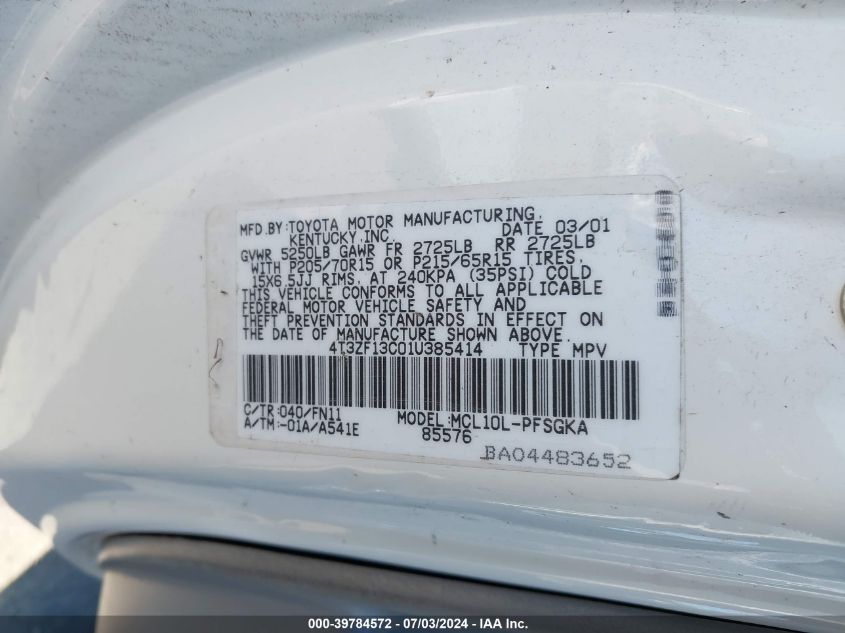 MFD.BY:TOYOTA MOTOR MANUFACTURING,
KENTUCKY,INC. DATE 03/01
GVWR 5250LB GAWR FR 2725LB RR 2725LB
WITH P205/70R15 OR P215/65R15 TIRES,
15X6.5JJ RIMS, AT 240KPA (35PSI) COLD
THIS VEHICLE CONFORMS TO ALL APPLICABLE
FEDERAL MOTOR VEHICLE SAFETY AND
THEFT PREVENTION STANDARDS IN EFFECT ON
THE DATE OF MANUFACTURE SHOWN ABOVE.
4T3ZF13C01U385414 TYPE MPV
C/TR:040/FN11 MODEL:MCL10L-PFSGKA
A/TM:-01A/A541E 85576
BA04483652
000-39784572 / 07/03/2024 - IAA Inc.